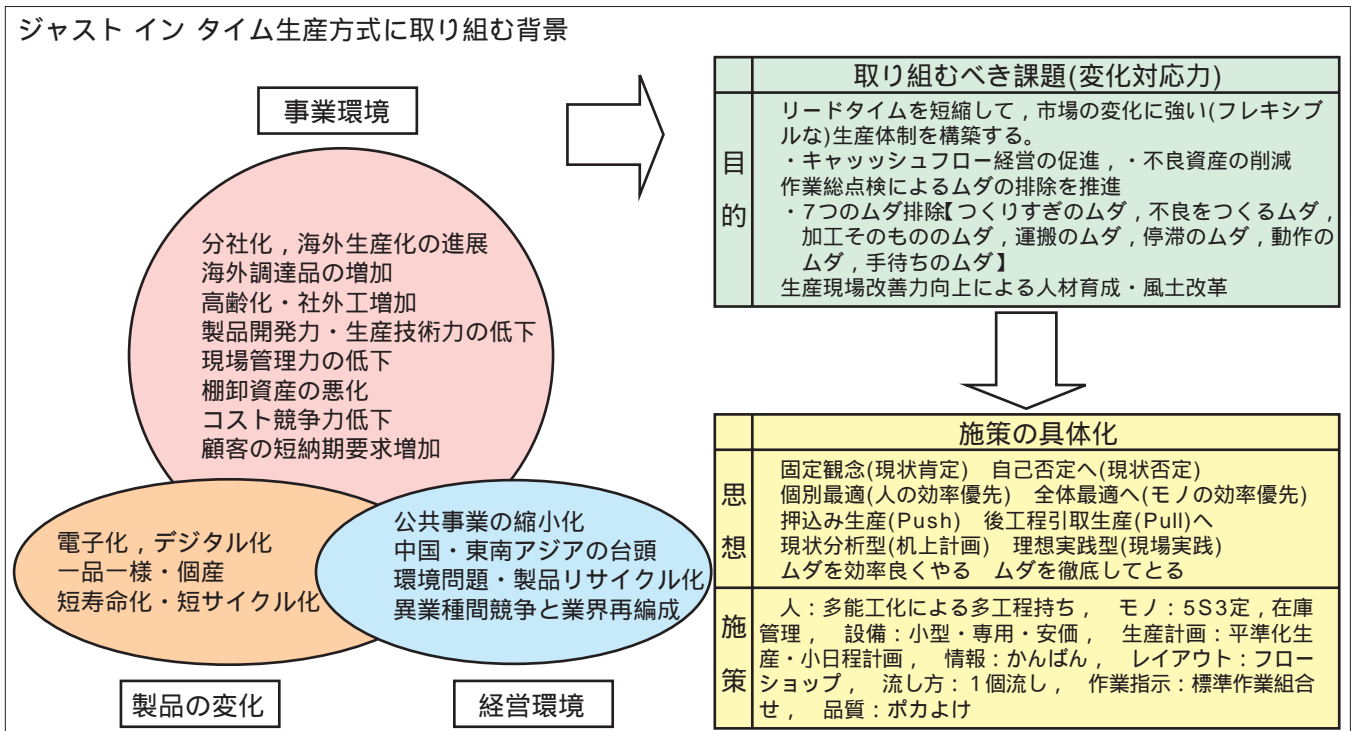 ジャスト イン タイム生産方式に取り組む背景
事業環境
分社化，海外生産化の進展
海外調達品の増加
高齢化・社外工増加
製品開発力・生産技術力の低下
現場管理力の低下
棚卸資産の悪化
コスト競争力低下
顧客の短納期要求増加
電子化，デジタル化
一品一様・個産
短寿命化・短サイクル化
製品の変化
公共事業の縮小化
中国・東南アジアの台頭
環境問題・製品リサイクル化
異業種間競争と業界再編成
経営環境
取り組むべき課題(変化対応力)
目的
リードタイムを短縮して，市場の変化に強い(フレキシブ
ルな)生産体制を構築する。
・キャッッシュフロー経営の促進，・不良資産の削減
作業総点検によるムダの排除を推進
・7つのムダ排除【つくりすぎのムダ，不良をつくるムダ，
加工そのもののムダ，運搬のムダ，停滞のムダ，動作の
ムダ，手待ちのムダ】
生産現場改善力向上による人材育成・風土改革
施策の具体化
思想
固定観念(現状肯定)　自己否定へ(現状否定)
個別最適(人の効率優先)　全体最適へ(モノの効率優先)
押込み生産(Push)　後工程引取生産(Pull)へ
現状分析型(机上計画)　理想実践型(現場実践)
ムダを効率良くやる　ムダを徹底してとる
施策
人：多能工化による多工程持ち，　モノ：5S3定，在庫
管理，　設備：小型・専用・安価，　生産計画：平準化生
産・小日程計画，　情報：かんばん，　レイアウト：フロー
ショップ，　流し方：1個流し，　作業指示：標準作業組合
せ，　品質：ポカよけ